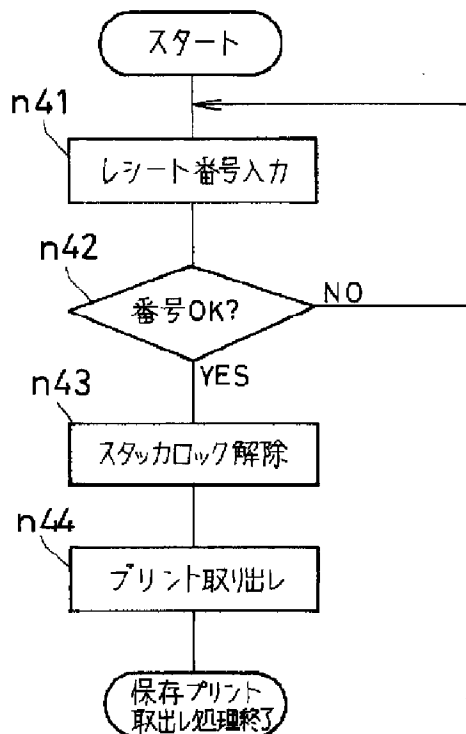 スタート
n41
レシート番号入力
n42
番号OK?
NO
YES
n43
スタッカロック解除
n44
プリント取り出し
保存プリント
取出し処理終了